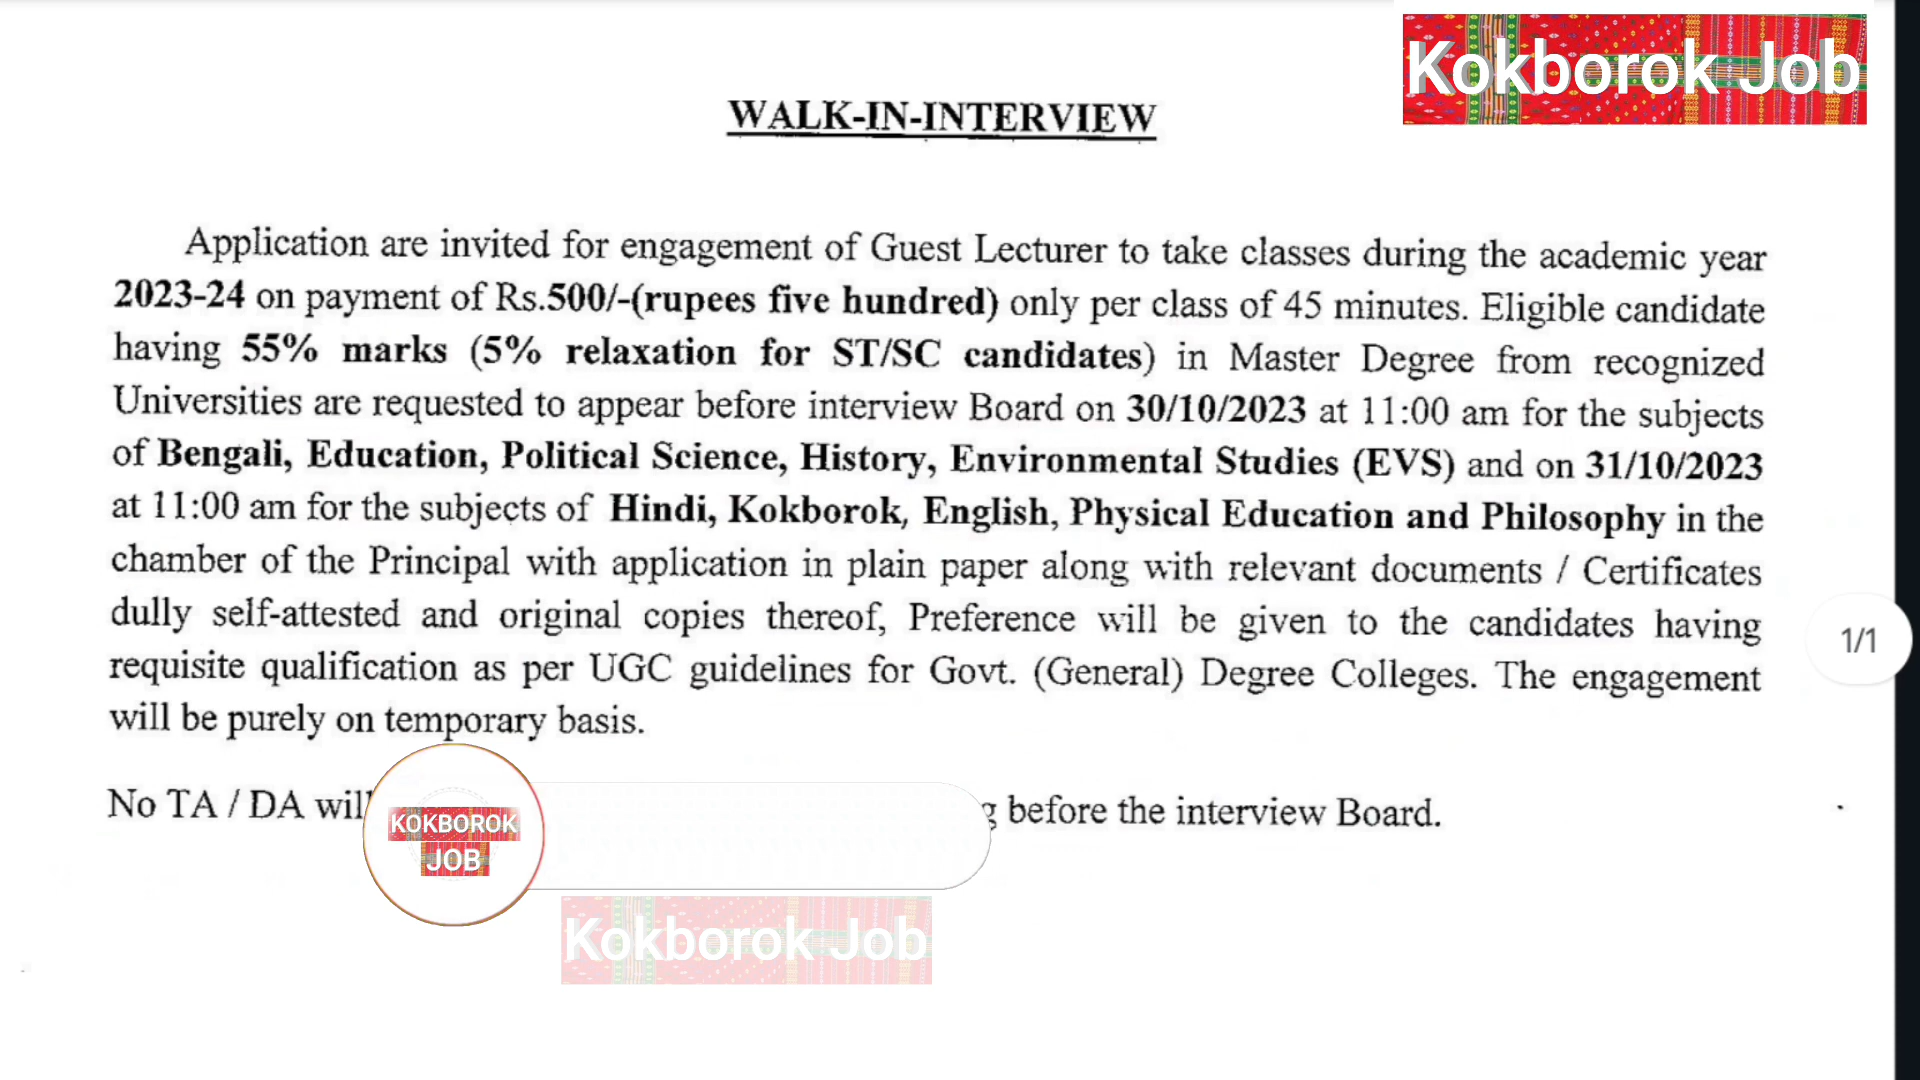 Kokborok Job
WALK-IN-INTERVIEW
Application are invited for engagement of Guest Lecturer to take classes during the academic year
2023-24 on payment of Rs.500/-(rupees five hundred) only per class of 45 minutes. Eligible candidate
having 55% marks (5% relaxation for ST/SC candidates) in Master Degree from recognized
Universities are requested to appear before interview Board on 30/10/2023 at 11:00 am for the subjects
of Bengali, Education, Political Science, History, Environmental Studies (EVS) and on 31/10/2023
at 11:00 am for the subjects of Hindi, Kokborok, English, Physical Education and Philosophy in the
chamber of the Principal with application in plain paper along with relevant documents / Certificates
dully self-attested and original copies thereof, Preference will be given to the candidates having
requisite qualification as per UGC guidelines for Govt. (General) Degree Colleges. The engagement
will be purely on temporary basis.
1/1
No TA / DA will before the interview Board.
KOKBOROK
JOB
Kokborok Job